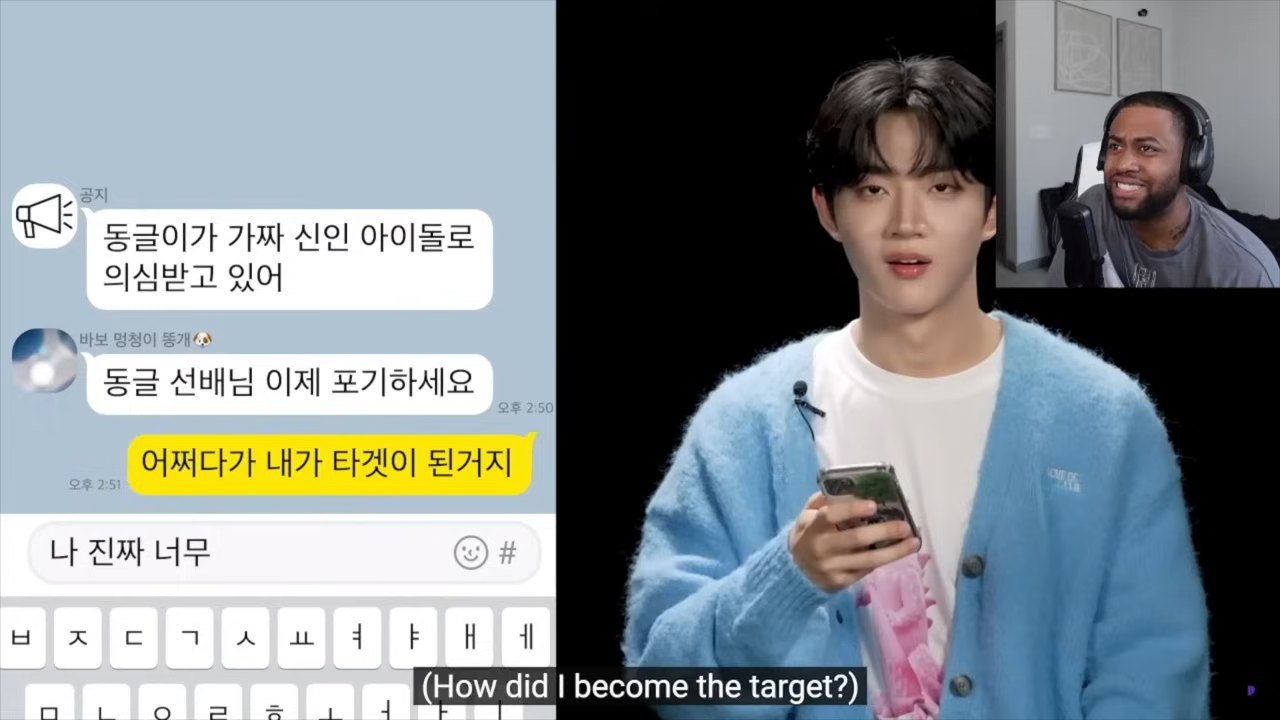 공지
동글이가 가짜 신인 아이돌로
의심받고 있어
바보 멍청이 똥개🐶
동글 선배님 이제 포기하세요
오후 2:50
어쩌다가 내가 타겟이 된거지
오후 2:51
나 진짜 너무
#
ㅂ ㅈ ㄷ ㄱ ㅅ ㅛ ㅕ ㅑ ㅐ ㅔ
ㅁ ㄴ ㅇ ㄹ ㅎ ㅗ ㅓ ㅏ ㅣ
(How did I become the target?)